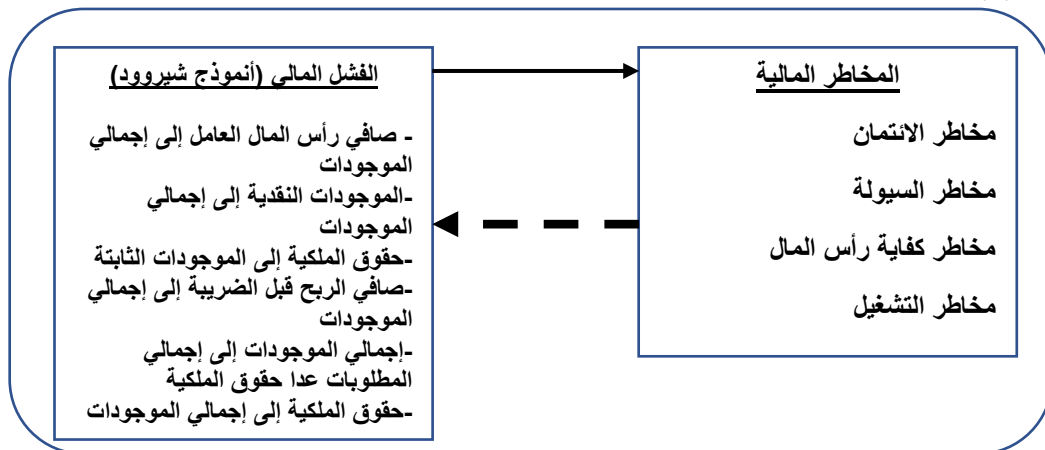 المخاطر المالية
مخاطر الائتمان
مخاطر السيولة
مخاطر كفاية رأس المال
مخاطر التشغيل
الفشل المالي (أنموذج شيروود)
- صافي رأس المال العامل إلى إجمالي
الموجودات
-الموجودات النقدية إلى إجمالي
الموجودات
-حقوق الملكية إلى الموجودات الثابتة
-صافي الربح قبل الضريبة إلى إجمالي
الموجودات
-إجمالي الموجودات إلى إجمالي
المطلوبات عدا حقوق الملكية
-حقوق الملكية إلى إجمالي الموجودات